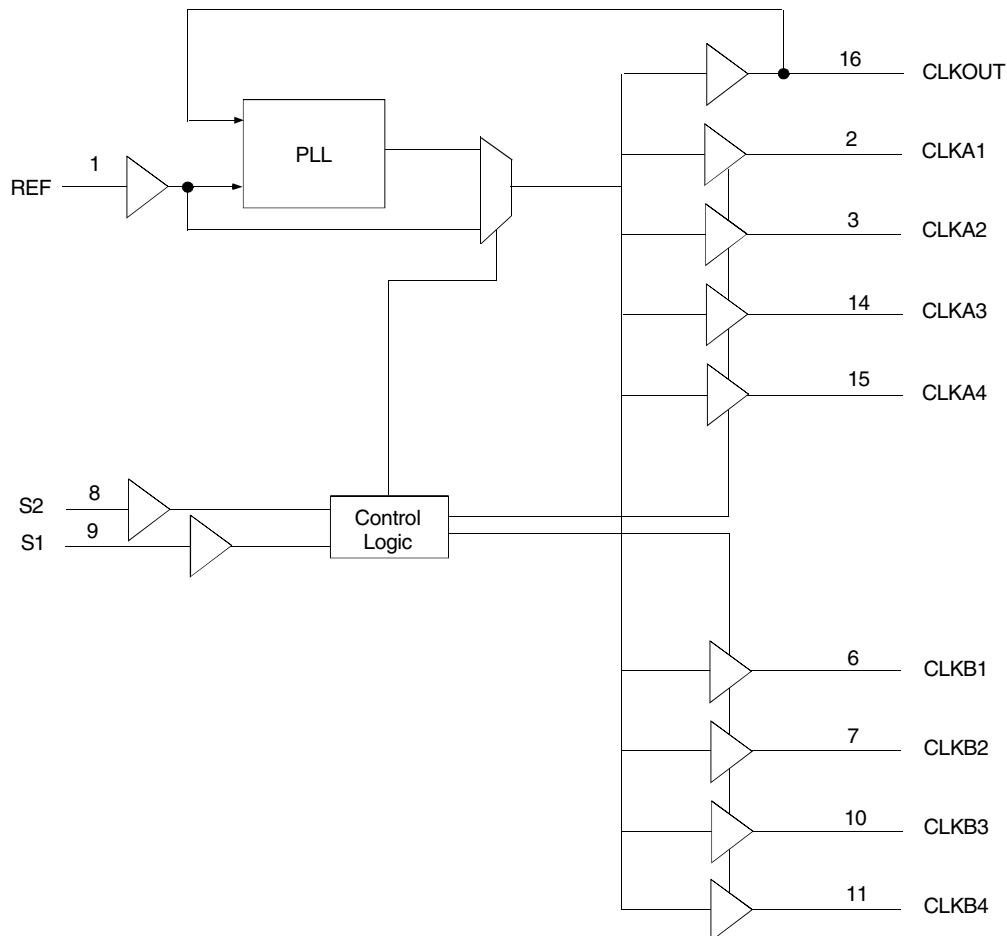 16 CLKOUT
PLL
1
REF
2 CLKA1
3 CLKA2
14 CLKA3
15 CLKA4
S2 8
S1 9
Control
Logic
6 CLKB1
7 CLKB2
10 CLKB3
11 CLKB4